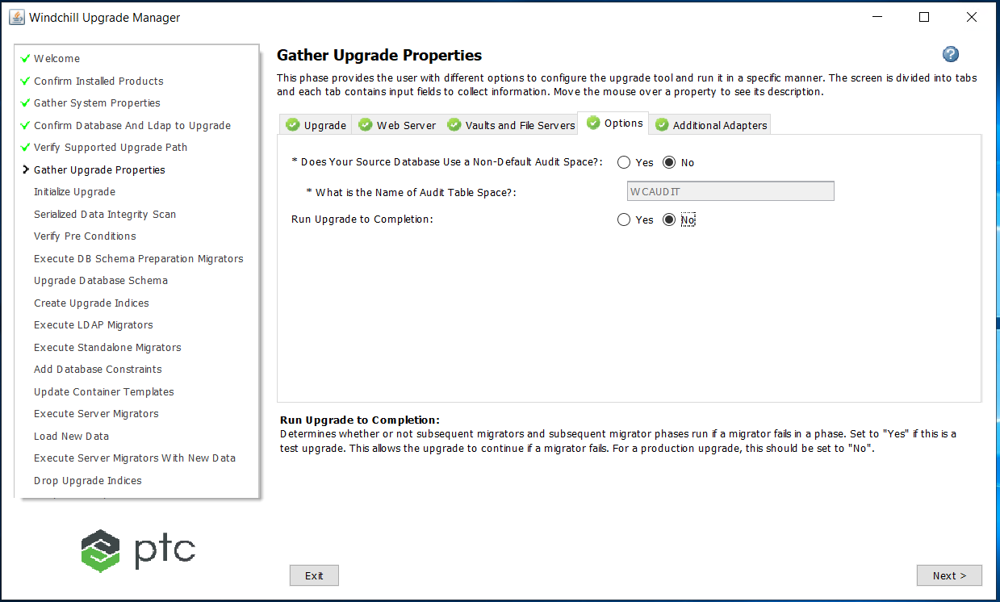 Windchill Upgrade Manager
Welcome
Confirm Installed Products
Gather System Properties
Confirm Database And Ldap to Upgrade
Verify Supported Upgrade Path
Gather Upgrade Properties
Initialize Upgrade
Serialized Data Integrity Scan
Verify Pre Conditions
Execute DB Schema Preparation Migrators
Upgrade Database Schema
Create Upgrade Indices
Execute LDAP Migrators
Execute Standalone Migrators
Add Database Constraints
Update Container Templates
Execute Server Migrators
Load New Data
Execute Server Migrators With New Data
Drop Upgrade Indices
ptc
Gather Upgrade Properties
This phase provides the user with different options to configure the upgrade tool and run it in a specific manner. The screen is divided into tabs
and each tab contains input fields to collect information. Move the mouse over a property to see its description.
Upgrade Web Server Vaults and File Servers Options Additional Adapters
* Does Your Source Database Use a Non-Default Audit Space?: Yes No
* What is the Name of Audit Table Space?: WCAUDIT
Run Upgrade to Completion: Yes No
Run Upgrade to Completion:
Determines whether or not subsequent migrators and subsequent migrator phases run if a migrator fails in a phase. Set to "Yes" if this is a
test upgrade. This allows the upgrade to continue if a migrator fails. For a production upgrade, this should be set to "No".
Exit Next >